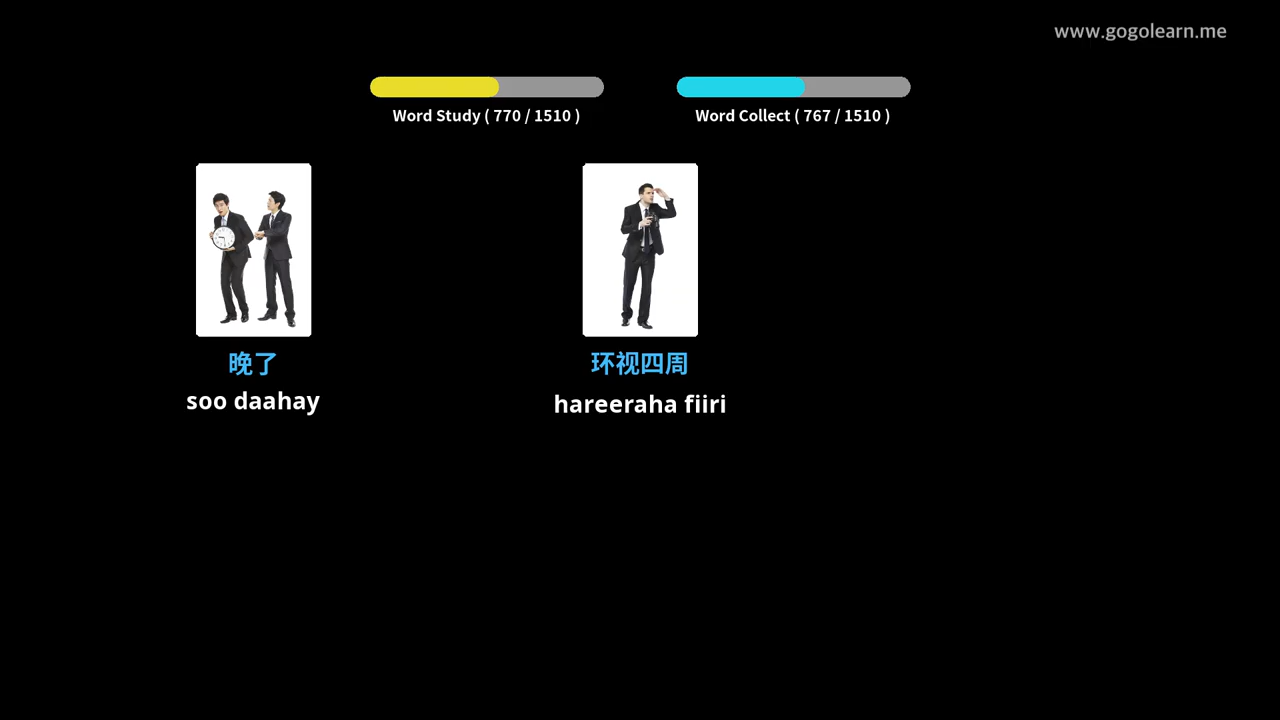 www.gogolearn.me
Word Study ( 770 / 1510 )
Word Collect ( 767 / 1510 )
晚了
soo daahay
环视四周
hareeraha fiiri